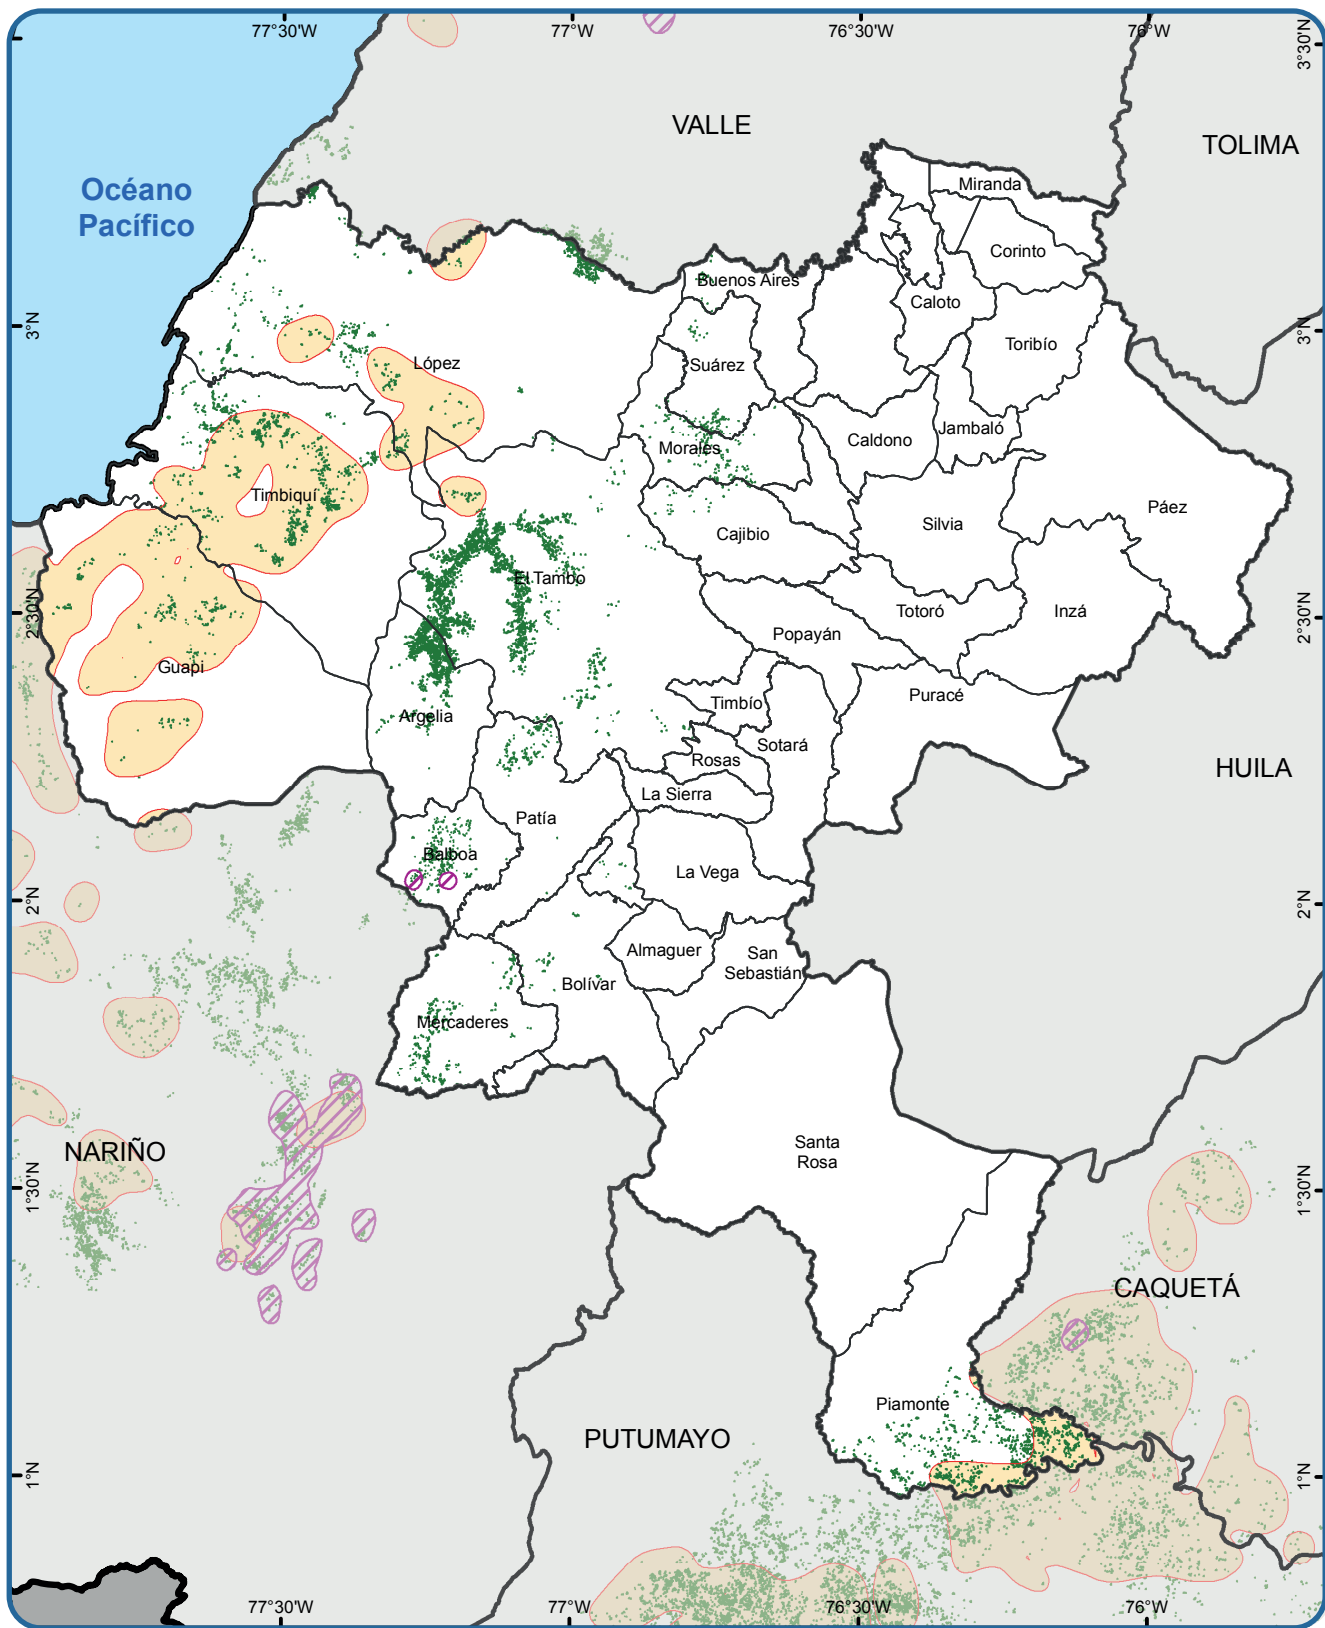 77°30'W
77°W
76°30'W
76°W
3°30'N
VALLE
TOLIMA
Océano
Pacífico
Miranda
Corinto
Buenos Aires
Caloto
3°N
3°N
Toribío
López
Suárez
Jambaló
Caldono
Morales
Timbiquí
Páez
Silvia
Cajibio
El Tambo
2°30'N
2°30'N
Totoró
Inzá
Popayán
Guapi
Puracé
Timbío
Argelia
Sotará
Rosas
HUILA
La Sierra
Patía
Balboa
La Vega
2°N
2°N
Almaguer
San
Sebastián
Bolívar
Mercaderes
NARIÑO
Santa
Rosa
1°30'N
1°30'N
CAQUETÁ
Piamonte
PUTUMAYO
1°N
1°N
77°30'W
77°W
76°30'W
76°W